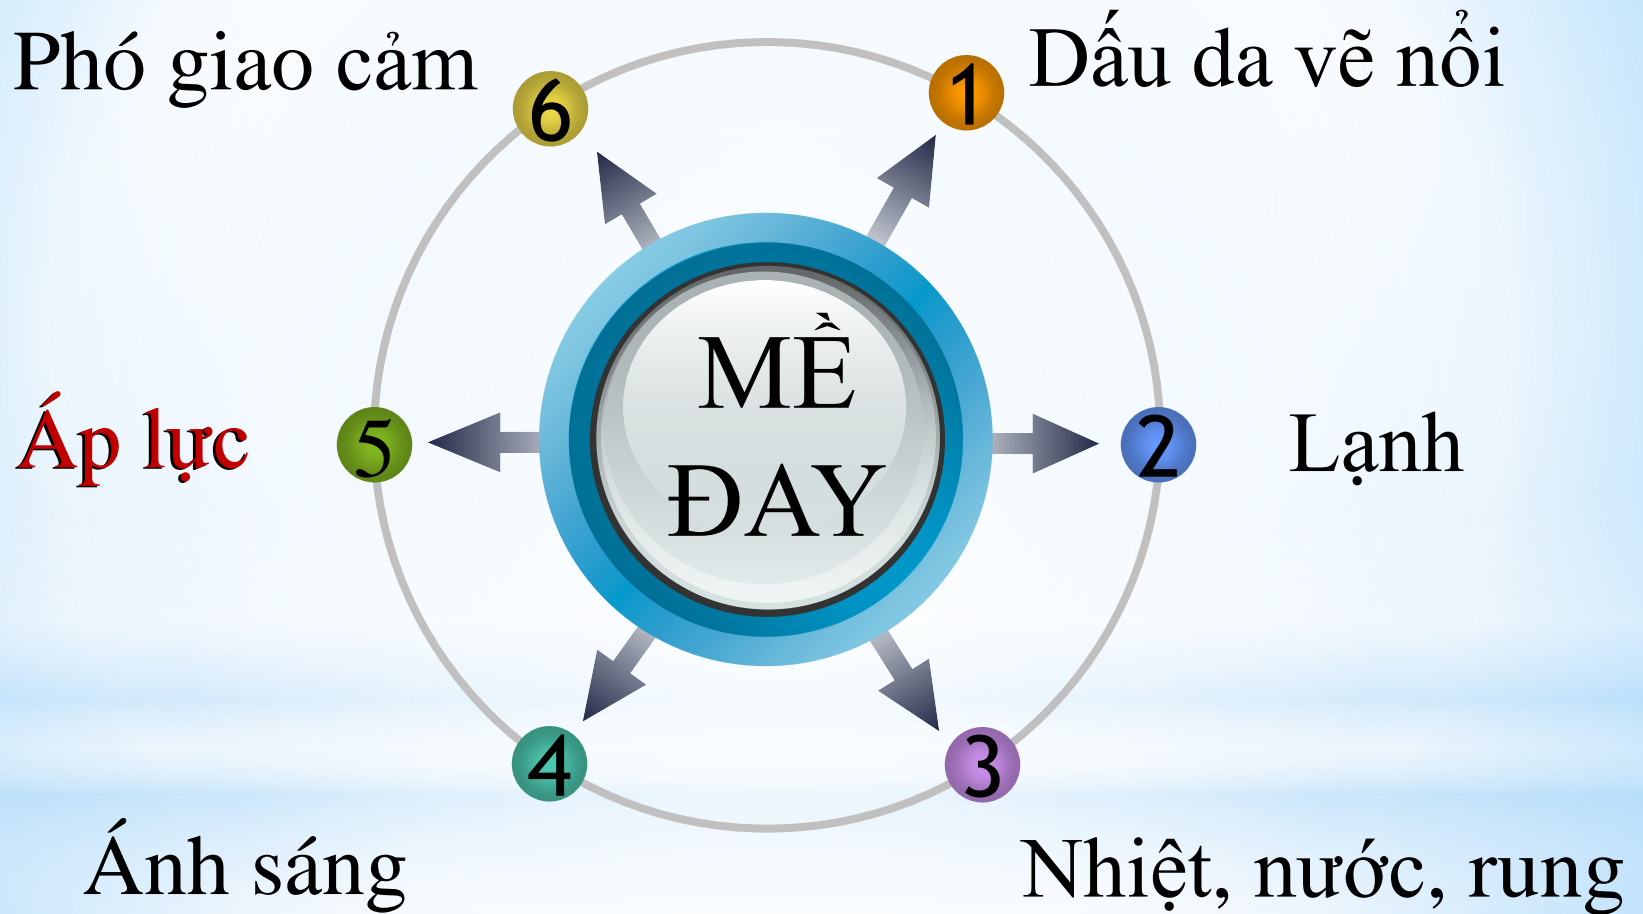 MỀ
ĐAY
1
Dấu da vẽ nổi
2
Lạnh
3
Nhiệt, nước, rung
4
Ánh sáng
5
Áp lực
6
Phó giao cảm